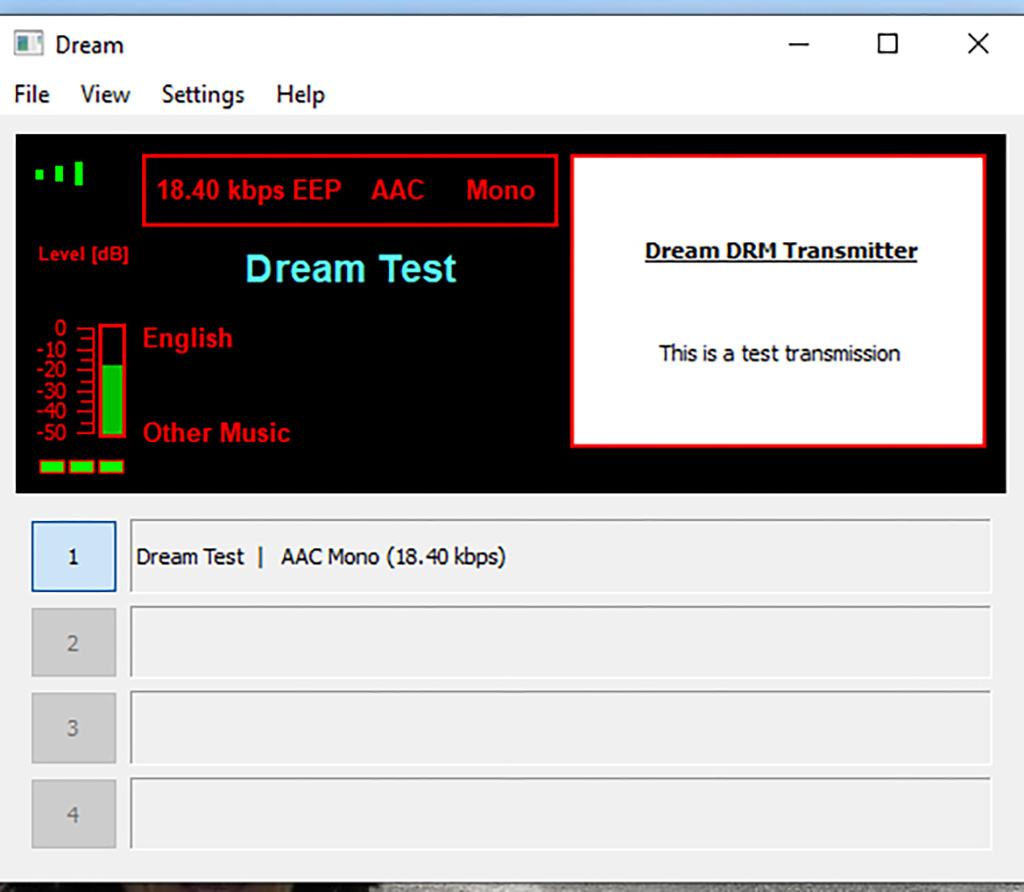 Dream
File View Settings Help
18.40 kbps EEP AAC Mono
Level [dB]
Dream Test
0
-10
-20
-30
-40
-50
English
Other Music
Dream DRM Transmitter
This is a test transmission
1 Dream Test | AAC Mono (18.40 kbps)
2
3
4